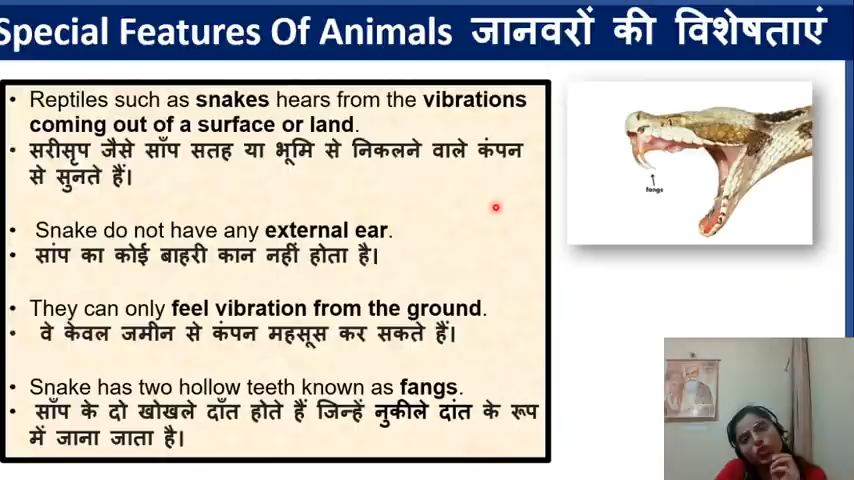 Special Features Of Animals जानवरों की विशेषताएं
• Reptiles such as snakes hears from the vibrations
coming out of a surface or land.
• सरीसृप जैसे साँप सतह या भूमि से निकलने वाले कंपन
से सुनते हैं।
• Snake do not have any external ear.
• सांप का कोई बाहरी कान नहीं होता है।
• They can only feel vibration from the ground.
• वे केवल जमीन से कंपन महसूस कर सकते हैं।
• Snake has two hollow teeth known as fangs.
• साँप के दो खोखले दाँत होते हैं जिन्हें नुकीले दांत के रूप
में जाना जाता है।
fangs